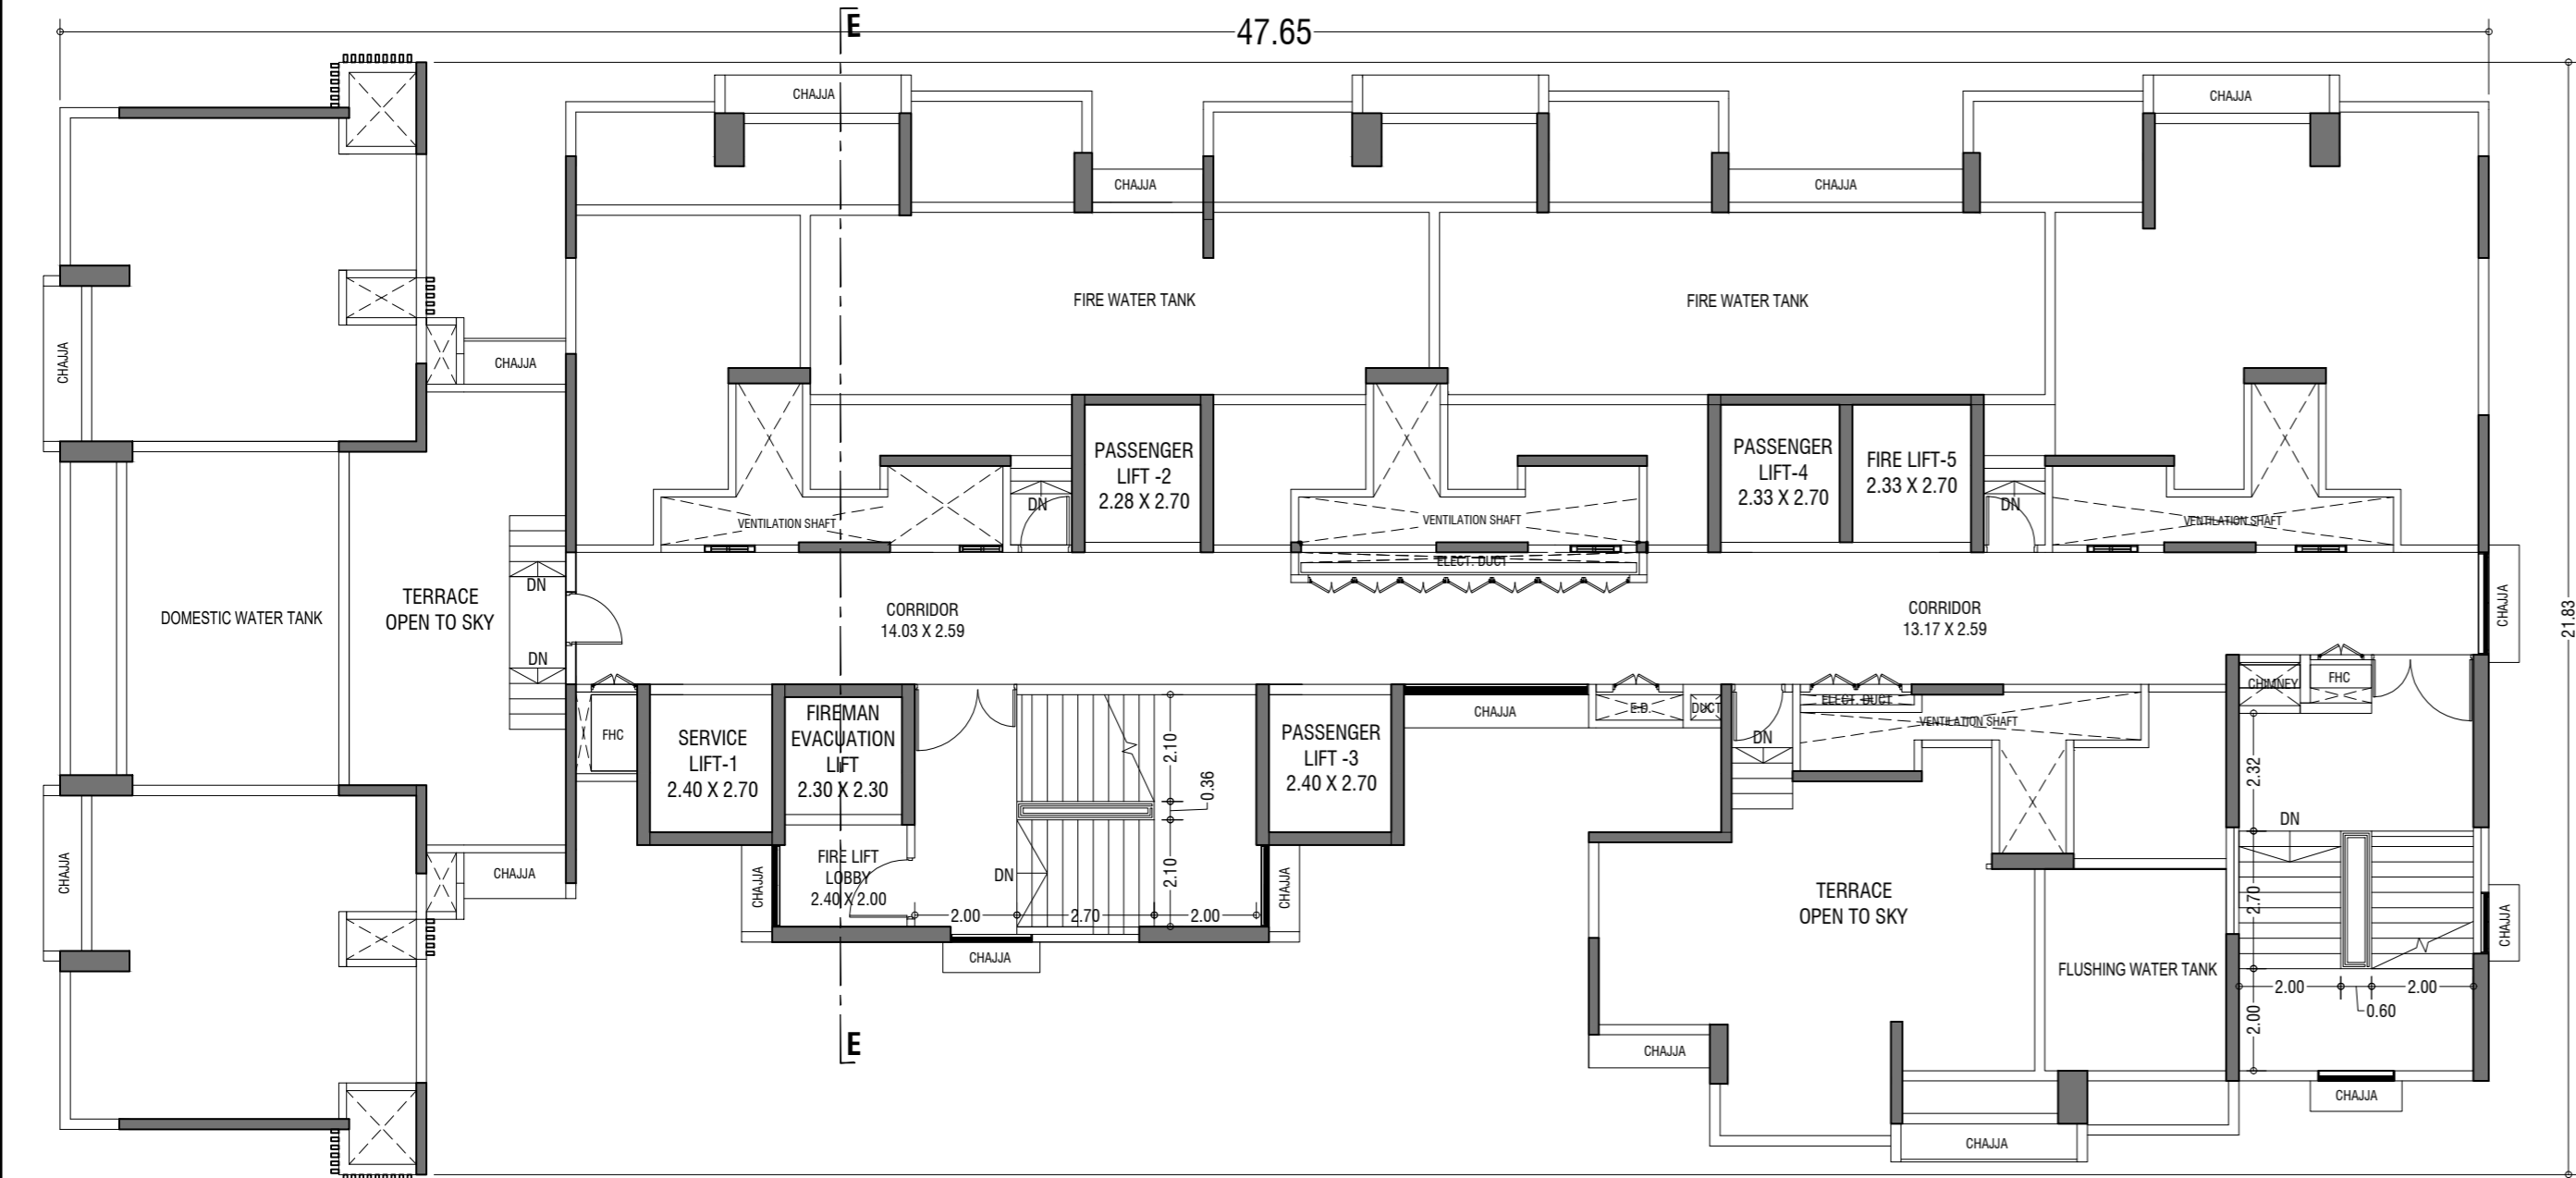 E
47.65
CHAJJA
CHAJJA
CHAJJA
CHAJJA
FIRE WATER TANK
FIRE WATER TANK
CHAJJA
CHAJJA
PASSENGER
LIFT -2
2.28 X 2.70
PASSENGER
LIFT-4
2.33 X 2.70
FIRE LIFT-5
2.33 X 2.70
DN
DN
VENTILATION SHAFT
VENTILATION SHAFT
VENTILATION SHAFT
ELECT. DUCT
DN
DN
TERRACE
OPEN TO SKY
DOMESTIC WATER TANK
CORRIDOR
14.03 X 2.59
CORRIDOR
13.17 X 2.59
CHAJJA
21.83
FHC
SERVICE
LIFT-1
2.40 X 2.70
FIREMAN
EVACUATION
LIFT
2.30 X 2.30
2.10
0.36
2.10
PASSENGER
LIFT -3
2.40 X 2.70
CHAJJA
E.D.
DUCT
DN
ELECT. DUCT
VENTILATION SHAFT
CHIMNEY
FHC
2.32
DN
2.70
2.00
CHAJJA
CHAJJA
CHAJJA
FIRE LIFT
LOBBY
2.40 X 2.00
DN
2.00
2.70
2.00
CHAJJA
CHAJJA
TERRACE
OPEN TO SKY
FLUSHING WATER TANK
2.00
2.00
0.60
CHAJJA
CHAJJA
E
CHAJJA
CHAJJA
CHAJJA